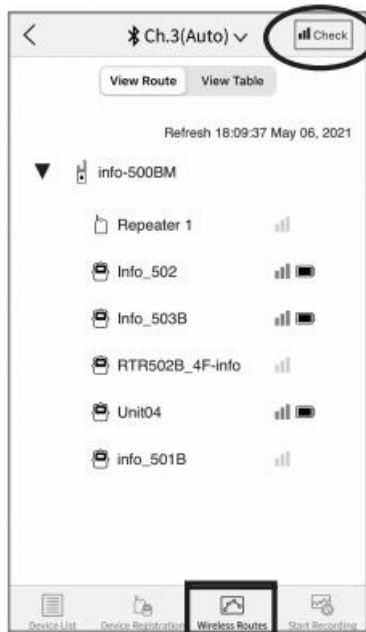 Ch.3(Auto)
Check
View Route View Table
Refresh 18:09:37 May 06, 2021
info-500BM
Repeater 1
Info_502
Info_503B
RTR502B_4F-info
Unit04
info_501B
Device List Device Registration Wireless Routes Start Recording